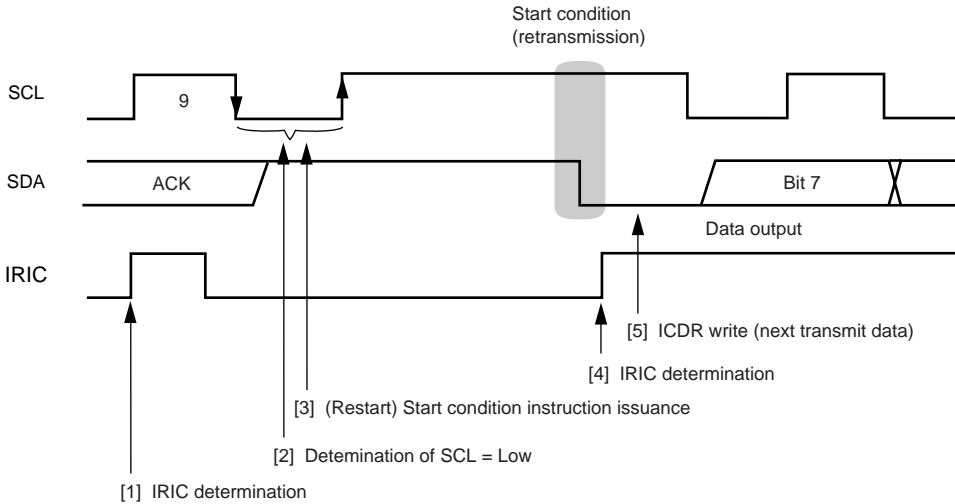 Start condition
(retransmission)
SCL
9
SDA
ACK
Bit 7
Data output
IRIC
[5] ICDR write (next transmit data)
[4] IRIC determination
[3] (Restart) Start condition instruction issuance
[2] Detemination of SCL = Low
[1] IRIC determination